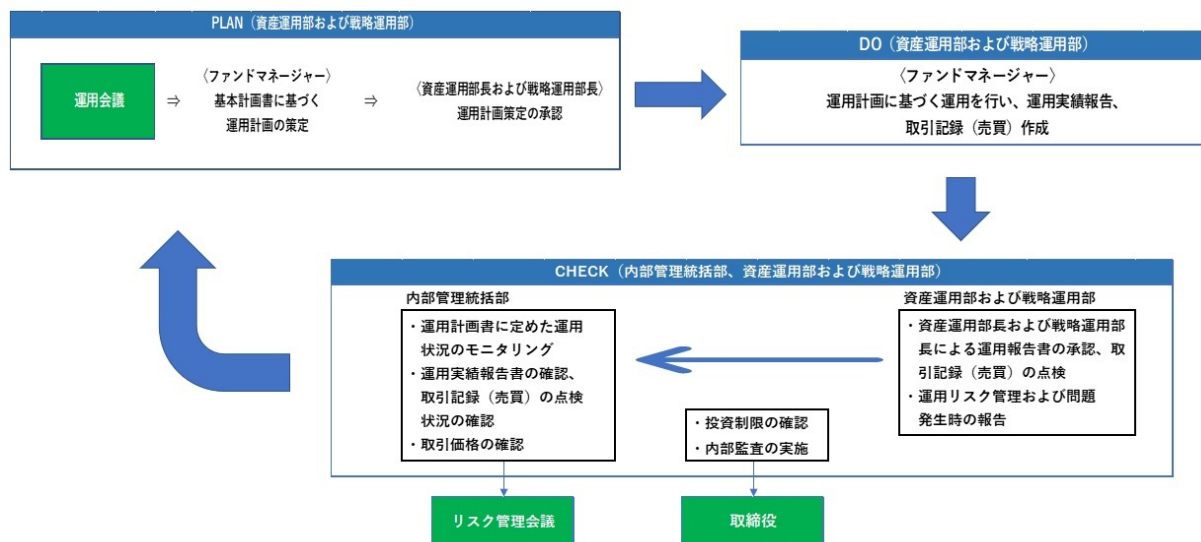 PLAN（資産運用部および戦略運用部）
運用会議
⇒
〈ファンドマネージャー〉
基本計画書に基づく
運用計画の策定
⇒
〈資産運用部長および戦略運用部長〉
運用計画策定の承認
DO（資産運用部および戦略運用部）
〈ファンドマネージャー〉
運用計画に基づく運用を行い、運用実績報告、
取引記録（売買）作成
CHECK（内部管理統括部、資産運用部および戦略運用部）
内部管理統括部
・運用計画書に定めた運用
状況のモニタリング
・運用実績報告書の確認、
取引記録（売買）の点検
状況の確認
・取引価格の確認
・投資制限の確認
・内部監査の実施
資産運用部および戦略運用部
・資産運用部長および戦略運用部
長による運用報告書の承認、取
引記録（売買）の点検
・運用リスク管理および問題
発生時の報告
リスク管理会議
取締役